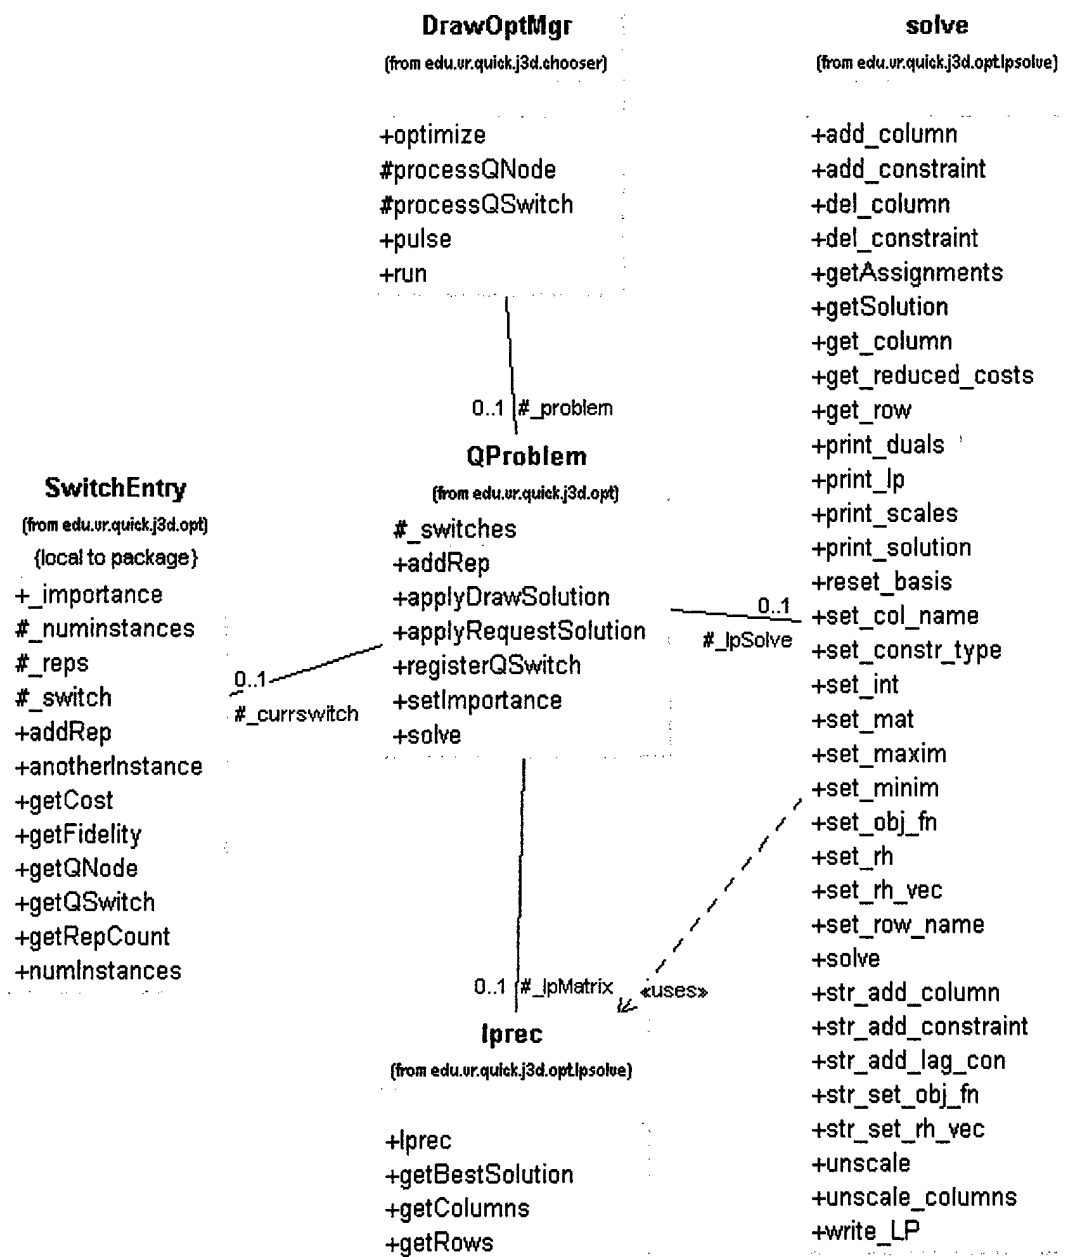 DrawOptMgr
(from edu.vr.quick.j3d.chooser)
+optimize
#processQNode
#processQSwitch
+pulse
+run
0..1 #_problem
QProblem
(from edu.vr.quick.j3d.opt)
#_switches
+addRep
+applyDrawSolution
+applyRequestSolution
+registerQSwitch
+setImportance
+solve
SwitchEntry
(from edu.vr.quick.j3d.opt)
{local to package}
+_importance
#_numinstances
#_reps
#_switch
+addRep
+anotherInstance
+getCost
+getFidelity
+getQNode
+getQSwitch
+getRepCount
+numInstances
0..1
#_currswitch
0..1
#_lpSolve
0..1 #_lpMatrix
«uses»
lprec
(from edu.vr.quick.j3d.opt.lpsolve)
+lprec
+getBestSolution
+getColumns
+getRows
solve
(from edu.vr.quick.j3d.opt.lpsolve)
+add_column
+add_constraint
+del_column
+del_constraint
+getAssignments
+getSolution
+get_column
+get_reduced_costs
+get_row
+print_duals
+print_lp
+print_scales
+print_solution
+reset_basis
+set_col_name
+set_constr_type
+set_int
+set_mat
+set_maxim
+set_minim
+set_obj_fn
+set_rh
+set_rh_vec
+set_row_name
+solve
+str_add_column
+str_add_constraint
+str_add_lag_con
+str_set_obj_fn
+str_set_rh_vec
+unscale
+unscale_columns
+write_LP